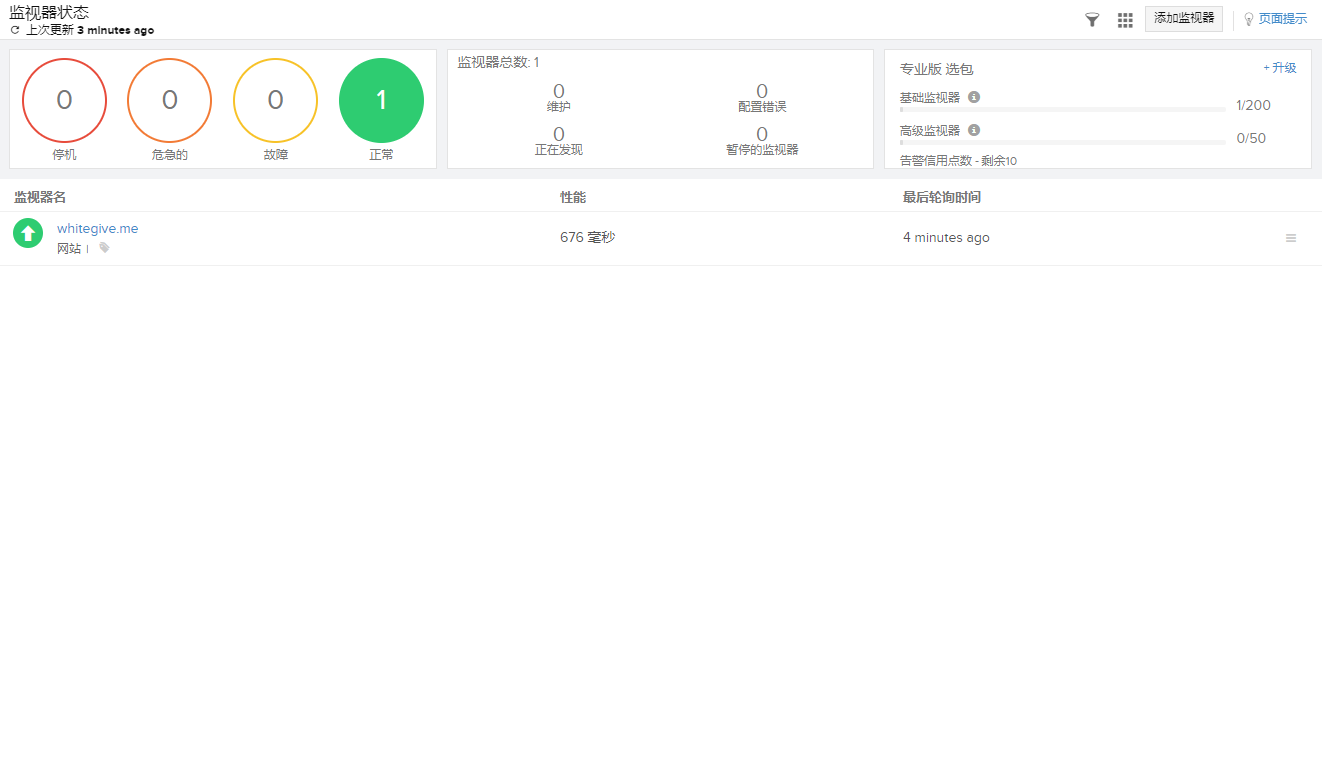 监视器状态
上次更新 3 minutes ago
添加监视器
页面提示
0
0
0
1
停机
危急的
故障
正常
监视器总数: 1
0
维护
0
配置错误
0
正在发现
0
暂停的监视器
专业版 选包
+ 升级
基础监视器
1/200
高级监视器
0/50
告警信用点数 - 剩余10
监视器名
性能
最后轮询时间
whitegive.me
网站
676 毫秒
4 minutes ago